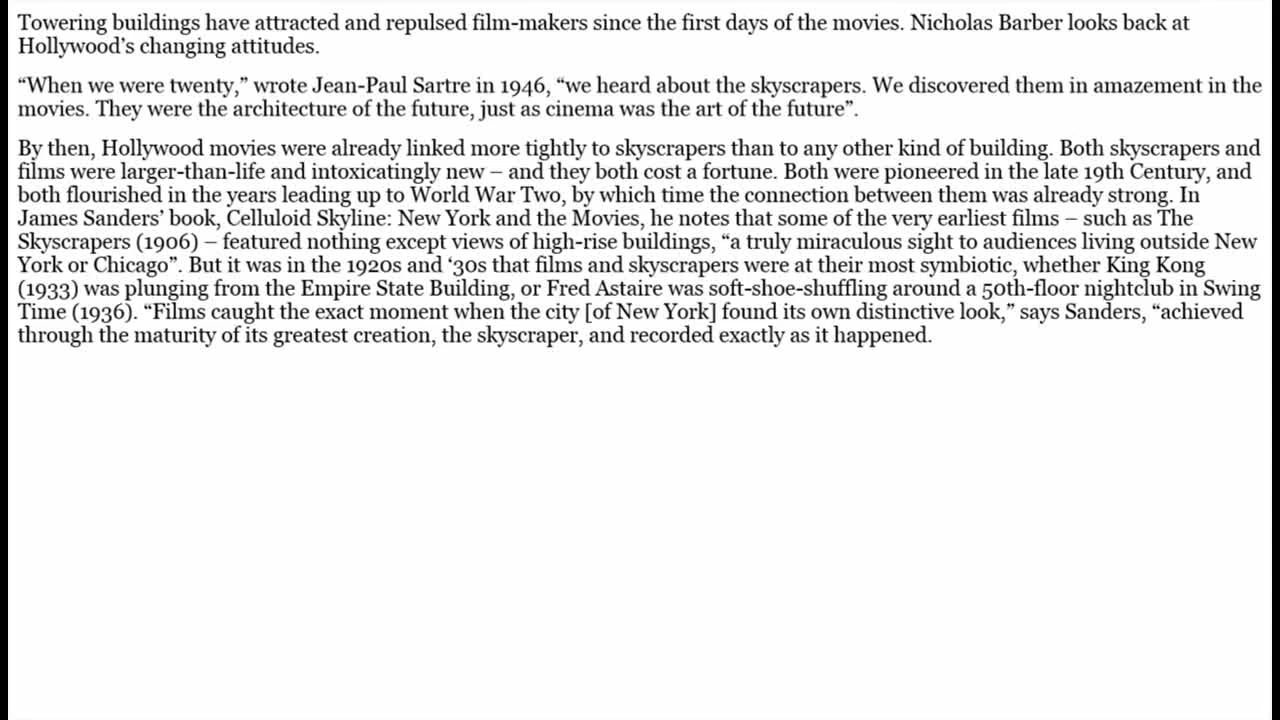 Towering buildings have attracted and repulsed film-makers since the first days of the movies. Nicholas Barber looks back at
Hollywood’s changing attitudes.
“When we were twenty,” wrote Jean-Paul Sartre in 1946, “we heard about the skyscrapers. We discovered them in amazement in the
movies. They were the architecture of the future, just as cinema was the art of the future”.
By then, Hollywood movies were already linked more tightly to skyscrapers than to any other kind of building. Both skyscrapers and
films were larger-than-life and intoxicatingly new – and they both cost a fortune. Both were pioneered in the late 19th Century, and
both flourished in the years leading up to World War Two, by which time the connection between them was already strong. In
James Sanders’ book, Celluloid Skyline: New York and the Movies, he notes that some of the very earliest films – such as The
Skyscrapers (1906) – featured nothing except views of high-rise buildings, “a truly miraculous sight to audiences living outside New
York or Chicago”. But it was in the 1920s and ‘30s that films and skyscrapers were at their most symbiotic, whether King Kong
(1933) was plunging from the Empire State Building, or Fred Astaire was soft-shoe-shuffling around a 50th-floor nightclub in Swing
Time (1936). “Films caught the exact moment when the city [of New York] found its own distinctive look,” says Sanders, “achieved
through the maturity of its greatest creation, the skyscraper, and recorded exactly as it happened.